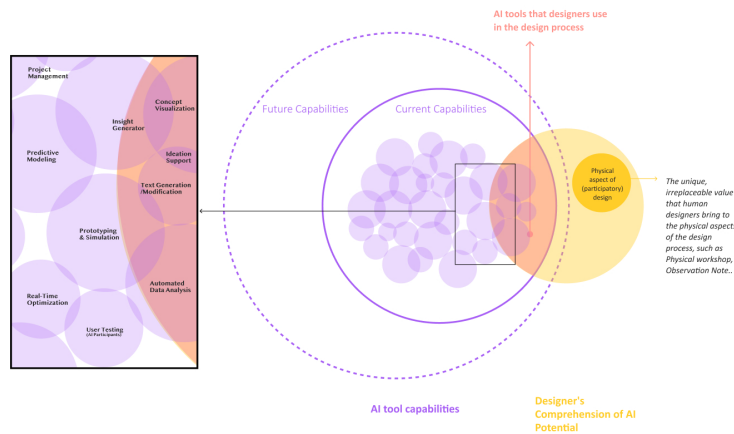 AI tools that designers use
in the design process
Project
Management
Concept
Visualization
Insight
Generator
Predictive
Modeling
Ideation
Support
Text Generation
/Modification
Prototyping
& Simulation
Automated
Data Analysis
Real-Time
Optimization
User Testing
(AI Participants)
Future Capabilities
Current Capabilities
Physical
aspect of
(participatory)
design
The unique,
irreplaceable value
that human
designers bring to
the physical aspect
of the design
process, such as
Physical workshop,
Observation Note..
AI tool capabilities
Designer's
Comprehension of AI
Potential